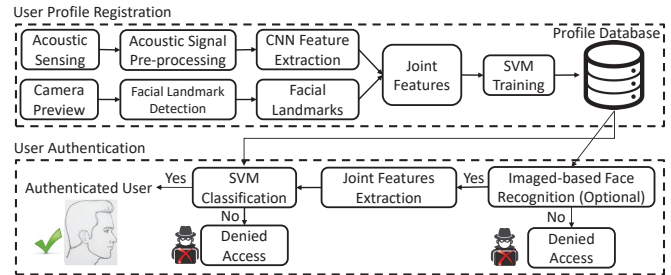 User Profile Registration
Profile Database
Acoustic
Sensing
Acoustic Signal
Pre-processing
CNN Feature
Extraction
Joint
Features
SVM
Training
Camera
Preview
Facial Landmark
Detection
Facial
Landmarks
User Authentication
Authenticated User
Yes
SVM
Classification
Joint Features
Extraction
Yes
Imaged-based Face
Recognition (Optional)
No
Denied
Access
No
Denied
Access